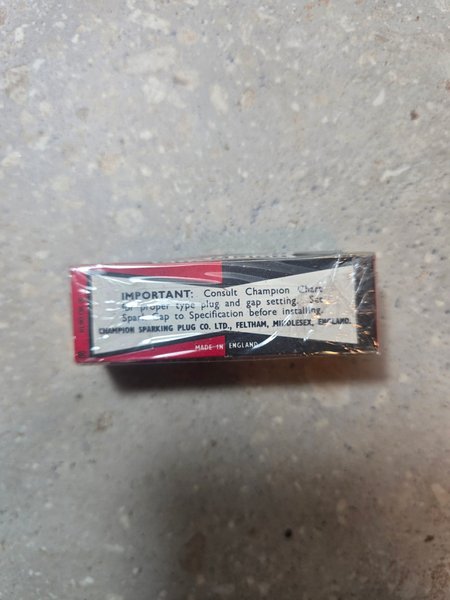 IMPORTANT: Consult Champion Chart
for proper type plug and gap setting. Set
Spark Gap to Specification before installing.
CHAMPION SPARKING PLUG CO. LTD., FELTHAM, MIDDLESEX, ENGLAND.
MADE IN ENGLAND